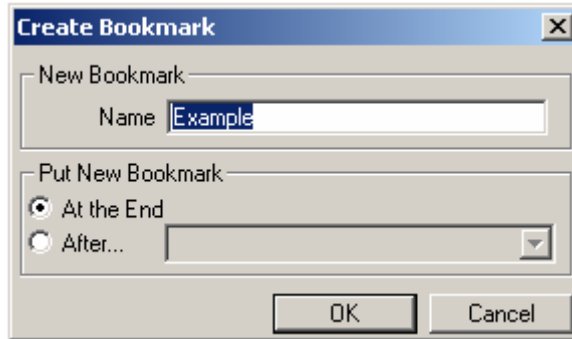 Create Bookmark
New Bookmark
Name Example
Put New Bookmark
At the End
After...
OK Cancel